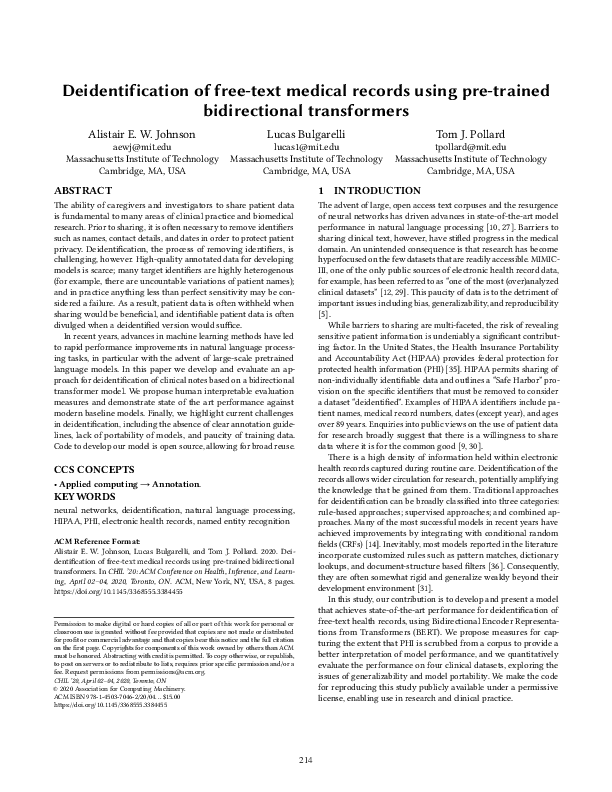 Deidentification of free-text medical records using pre-trained
bidirectional transformers
Alistair E. W. Johnson
aewj@mit.edu
Massachusetts Institute of Technology
Cambridge, MA, USA
Lucas Bulgarelli
lucas1@mit.edu
Massachusetts Institute of Technology
Cambridge, MA, USA
Tom J. Pollard
tpollard@mit.edu
Massachusetts Institute of Technology
Cambridge, MA, USA
ABSTRACT
The ability of caregivers and investigators to share patient data
is fundamental to many areas of clinical practice and biomedical
research. Prior to sharing, it is often necessary to remove identifiers
such as names, contact details, and dates in order to protect patient
privacy. Deidentification, the process of removing identifiers, is
challenging, however. High-quality annotated data for developing
models is scarce; many target identifiers are highly heterogenous
(for example, there are uncountable variations of patient names);
and in practice anything less than perfect sensitivity may be con-
sidered a failure. As a result, patient data is often withheld when
sharing would be beneficial, and identifiable patient data is often
divulged when a deidentified version would suffice.
In recent years, advances in machine learning methods have led
to rapid performance improvements in natural language process-
ing tasks, in particular with the advent of large-scale pretrained
language models. In this paper we develop and evaluate an ap-
proach for deidentification of clinical notes based on a bidirectional
transformer model. We propose human interpretable evaluation
measures and demonstrate state of the art performance against
modern baseline models. Finally, we highlight current challenges
in deidentification, including the absence of clear annotation guide-
lines, lack of portability of models, and paucity of training data.
Code to develop our model is open source, allowing for broad reuse.
CCS CONCEPTS
• Applied computing → Annotation.
KEYWORDS
neural networks, deidentification, natural language processing,
HIPAA, PHI, electronic health records, named entity recognition
ACM Reference Format:
Alistair E. W. Johnson, Lucas Bulgarelli, and Tom J. Pollard. 2020. Dei-
dentification of free-text medical records using pre-trained bidirectional
transformers. In CHIL '20: ACM Conference on Health, Inference, and Learn-
ing, April 02–04, 2020, Toronto, ON. ACM, New York, NY, USA, 8 pages.
https://doi.org/10.1145/3368555.3384455
Permission to make digital or hard copies of all or part of this work for personal or
classroom use is granted without fee provided that copies are not made or distributed
for profit or commercial advantage and that copies bear this notice and the full citation
on the first page. Copyrights for components of this work owned by others than ACM
must be honored. Abstracting with credit is permitted. To copy otherwise, or republish,
to post on servers or to redistribute to lists, requires prior specific permission and/or a
fee. Request permissions from permissions@acm.org.
CHIL '20, April 02–04, 2020, Toronto, ON
© 2020 Association for Computing Machinery.
ACM ISBN 978-1-4503-7046-2/20/04...$15.00
https://doi.org/10.1145/3368555.3384455
1 INTRODUCTION
The advent of large, open access text corpuses and the resurgence
of neural networks has driven advances in state-of-the-art model
performance in natural language processing [10, 27]. Barriers to
sharing clinical text, however, have stifled progress in the medical
domain. An unintended consequence is that research has become
hyperfocused on the few datasets that are readily accessible. MIMIC-
III, one of the only public sources of electronic health record data,
for example, has been referred to as "one of the most (over)analyzed
clinical datasets" [12, 29]. This paucity of data is to the detriment of
important issues including bias, generalizability, and reproducibility
[5].
While barriers to sharing are multi-faceted, the risk of revealing
sensitive patient information is undeniably a significant contribut-
ing factor. In the United States, the Health Insurance Portability
and Accountability Act (HIPAA) provides federal protection for
protected health information (PHI) [35]. HIPAA permits sharing of
non-individually identifiable data and outlines a "Safe Harbor" pro-
vision on the specific identifiers that must be removed to consider
a dataset "deidentified". Examples of HIPAA identifiers include pa-
tient names, medical record numbers, dates (except year), and ages
over 89 years. Enquiries into public views on the use of patient data
for research broadly suggest that there is a willingness to share
data where it is for the common good [9, 30].
There is a high density of information held within electronic
health records captured during routine care. Deidentification of the
records allows wider circulation for research, potentially amplifying
the knowledge that be gained from them. Traditional approaches
for deidentification can be broadly classified into three categories:
rule-based approaches; supervised approaches; and combined ap-
proaches. Many of the most successful models in recent years have
achieved improvements by integrating with conditional random
fields (CRFs) [14]. Inevitably, most models reported in the literature
incorporate customized rules such as pattern matches, dictionary
lookups, and document-structure based filters [36]. Consequently,
they are often somewhat rigid and generalize weakly beyond their
development environment [31].
In this study, our contribution is to develop and present a model
that achieves state-of-the-art performance for deidentification of
free-text health records, using Bidirectional Encoder Representa-
tions from Transformers (BERT). We propose measures for cap-
turing the extent that PHI is scrubbed from a corpus to provide a
better interpretation of model performance, and we quantitatively
evaluate the performance on four clinical datasets, exploring the
issues of generalizability and model portability. We make the code
for reproducing this study publicly available under a permissive
license, enabling use in research and clinical practice.
214